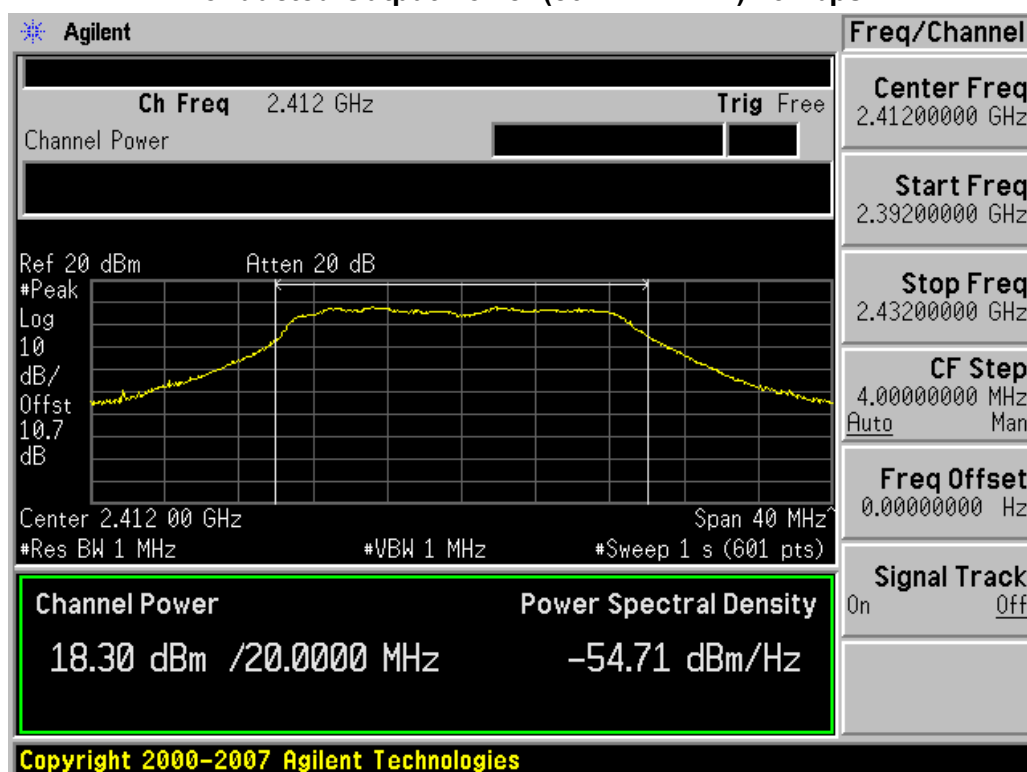 Agilent
Freq/Channel
Ch Freq 2.412 GHz Trig Free
Channel Power
Center Freq
2.41200000 GHz
Start Freq
2.39200000 GHz
Stop Freq
2.43200000 GHz
CF Step
4.00000000 MHz
Auto Man
Freq Offset
0.00000000 Hz
Signal Track
On Off
Ref 20 dBm Atten 20 dB
#Peak
Log
10
dB/
Offst
10.7
dB
Center 2.412 00 GHz Span 40 MHz^
#Res BW 1 MHz #VBW 1 MHz #Sweep 1 s (601 pts)
Channel Power Power Spectral Density
18.30 dBm /20.0000 MHz -54.71 dBm/Hz
Copyright 2000-2007 Agilent Technologies